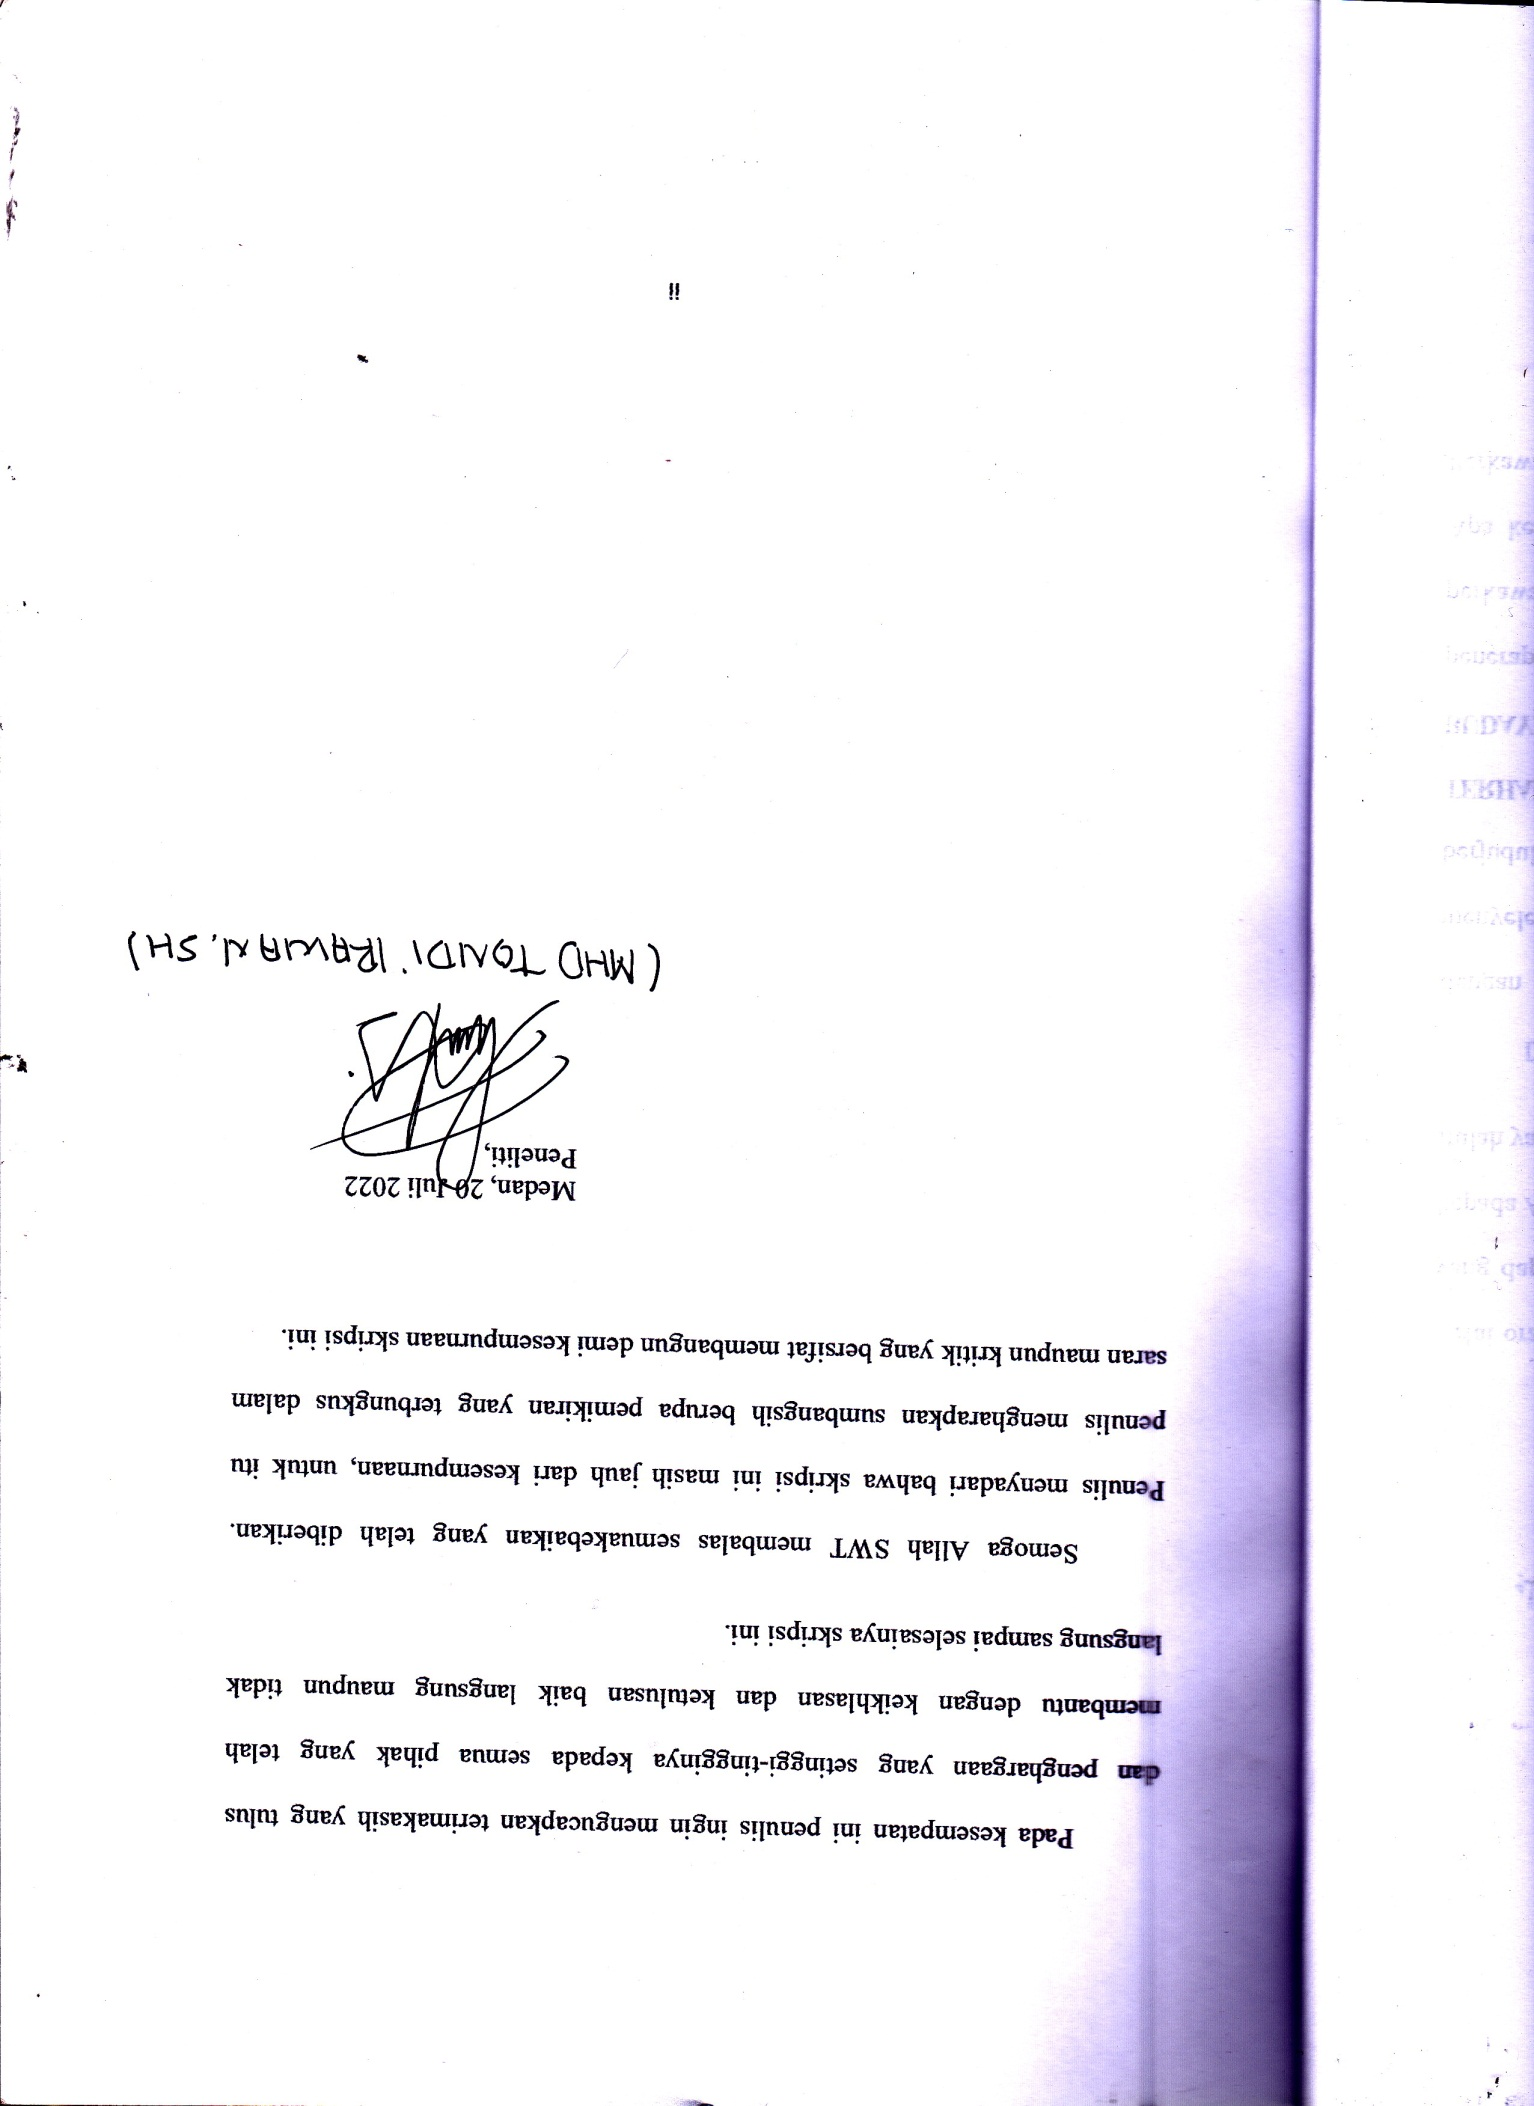 Pada kesempatan ini penulis ingin mengucapkan terimakasih yang tulus
dan penghargaan yang setinggi-tingginya kepada semua pihak yang telah
membantu dengan keikhlasan dan ketulusan baik langsung maupun tidak
langsung sampai selesainya skripsi ini.
Semoga Allah SWT membalas semuakebaikan yang telah diberikan.
Penulis menyadari bahwa skripsi ini masih jauh dari kesempurnaan, untuk itu
penulis mengharapkan sumbangsih berupa pemikiran yang terbungkus dalam
saran maupun kritik yang bersifat membangun demi kesempurnaan skripsi ini.
Medan, 20 Juli 2022
Peneliti,
(MHD TONDI IRAWAN. SH)
ii